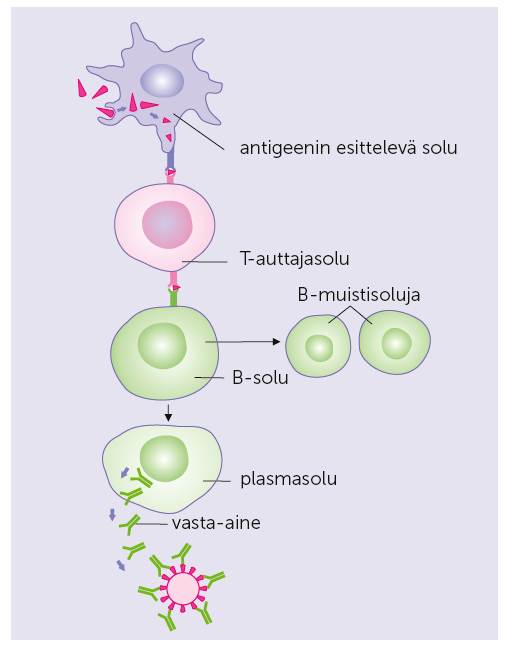 antigeenin esittelevä solu
T-auttajasolu
B-muistisoluja
B-solu
plasmasolu
vasta-aine